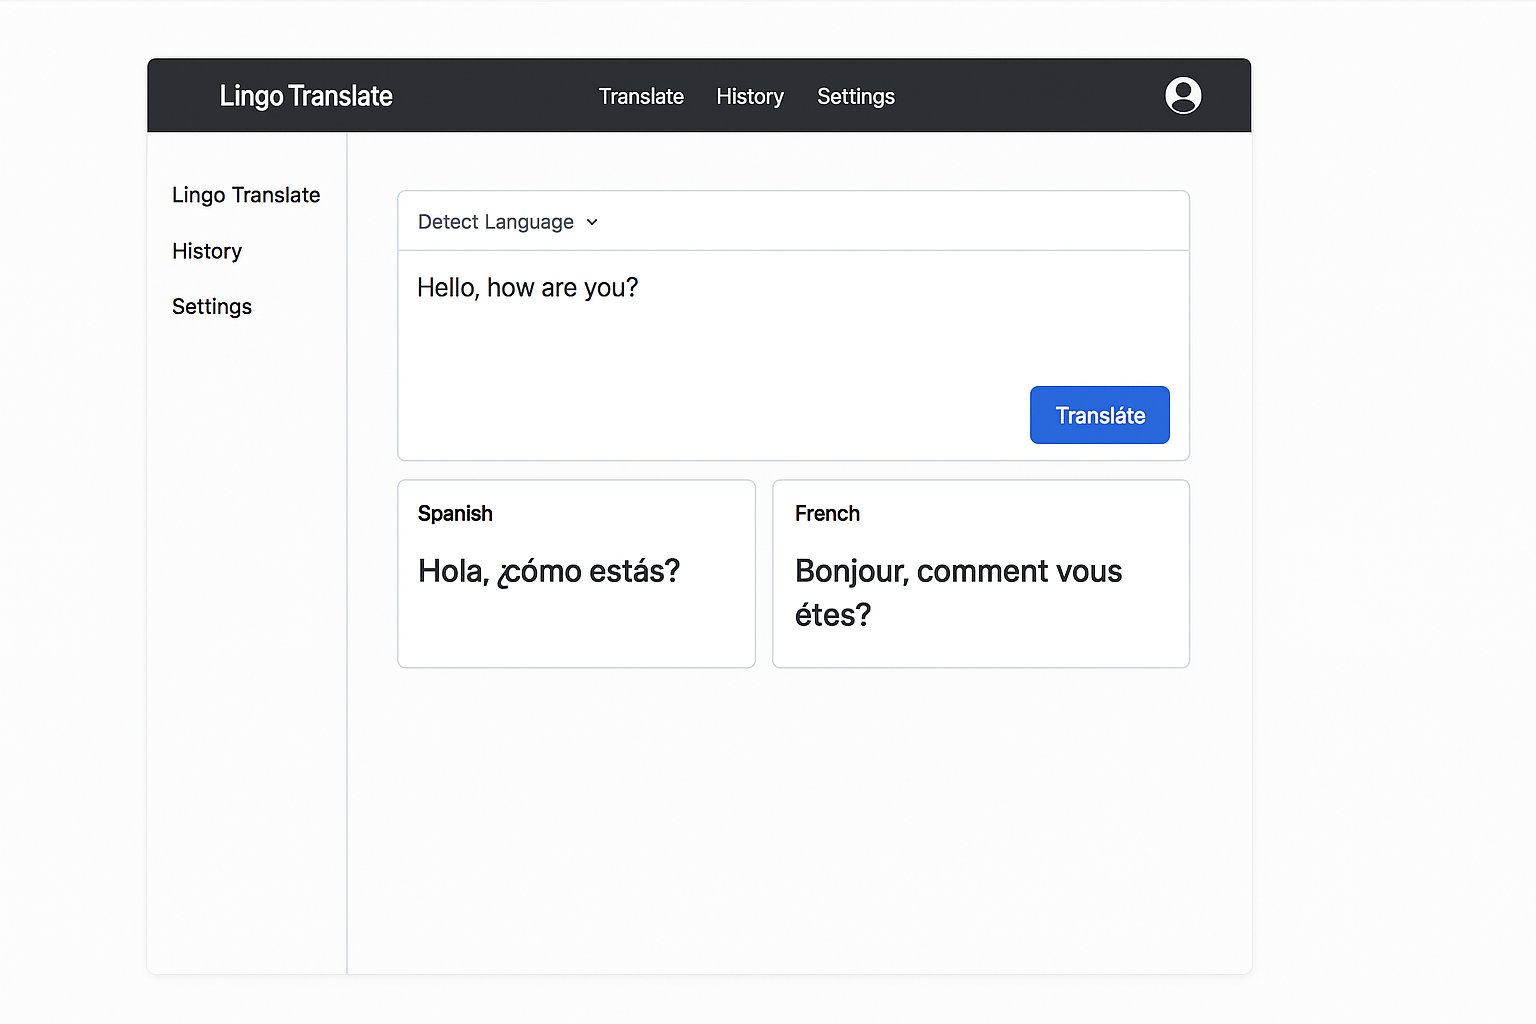 Lingo Translate
Translate History Settings
Lingo Translate
History
Settings
Detect Language
Hello, how are you?
Transláte
Spanish
Hola, ¿cómo estás?
French
Bonjour, comment vous
étes?